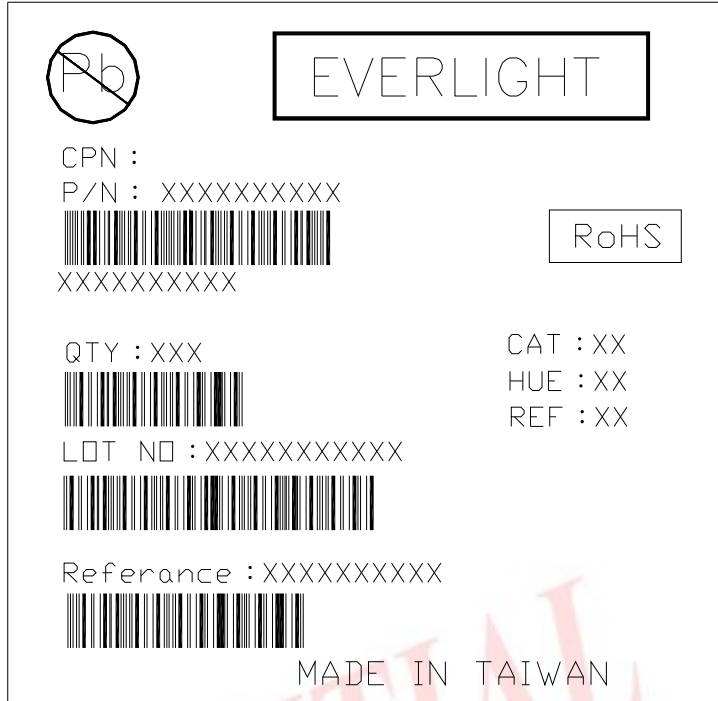 Pb
EVERLIGHT
CPN :
P/N : XXXXXXXXXX
RoHS
XXXXXXXXXX
QTY : XXX
CAT : XX
HUE : XX
REF : XX
LOT NO : XXXXXXXXXXX
Referance : XXXXXXXXXX
MADE IN TAIWAN